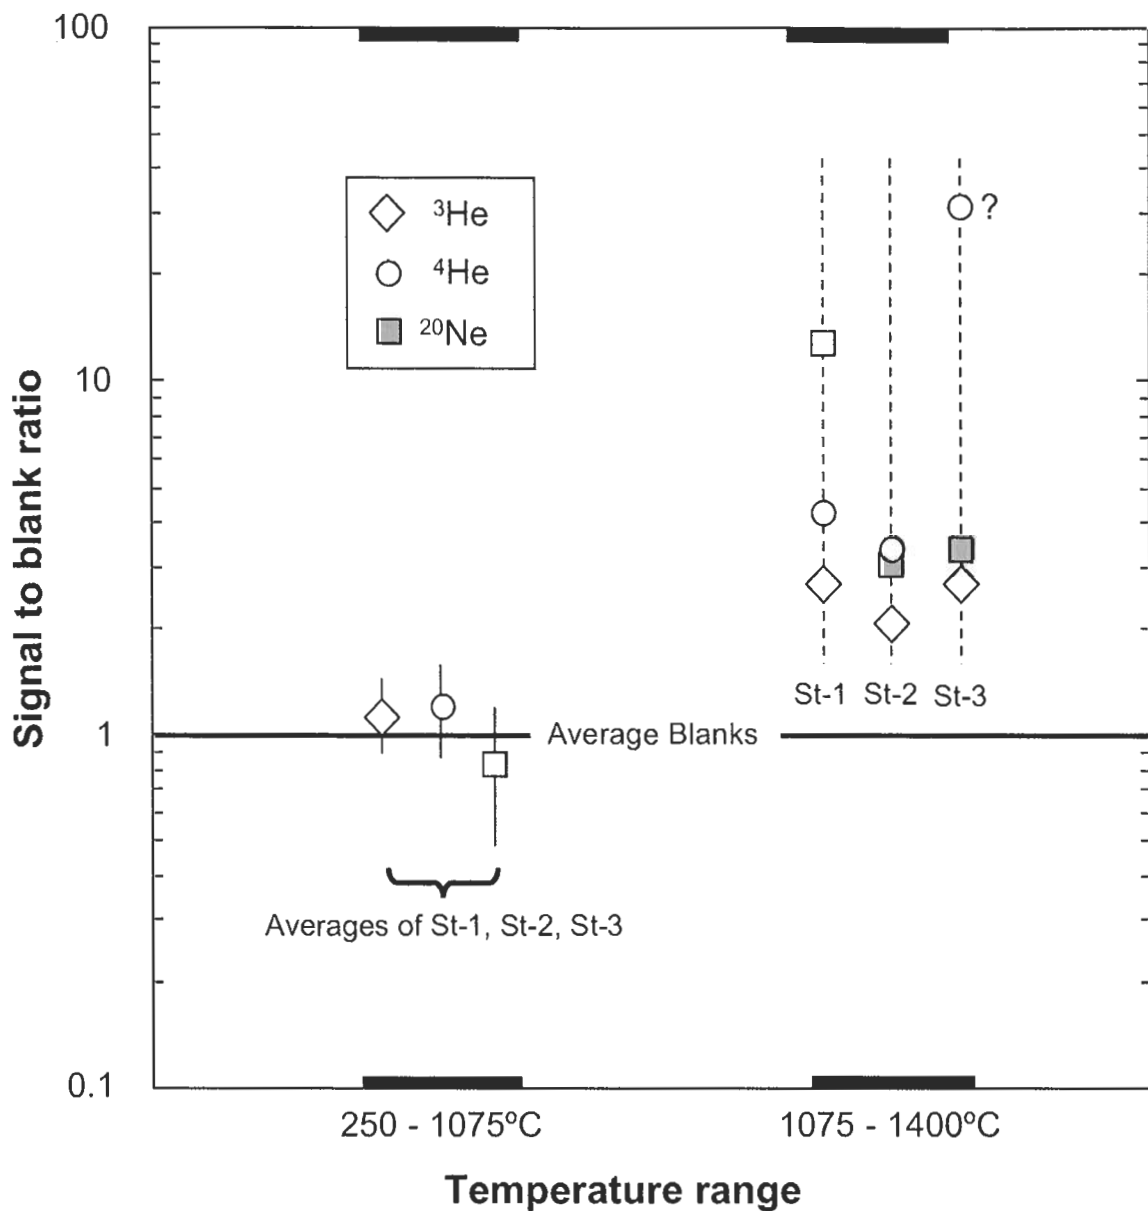 100
10
1
0.1
Signal to blank ratio
³He
⁴He
²⁰Ne
?
St-1 St-2 St-3
Average Blanks
Averages of St-1, St-2, St-3
250 - 1075ºC
1075 - 1400ºC
Temperature range